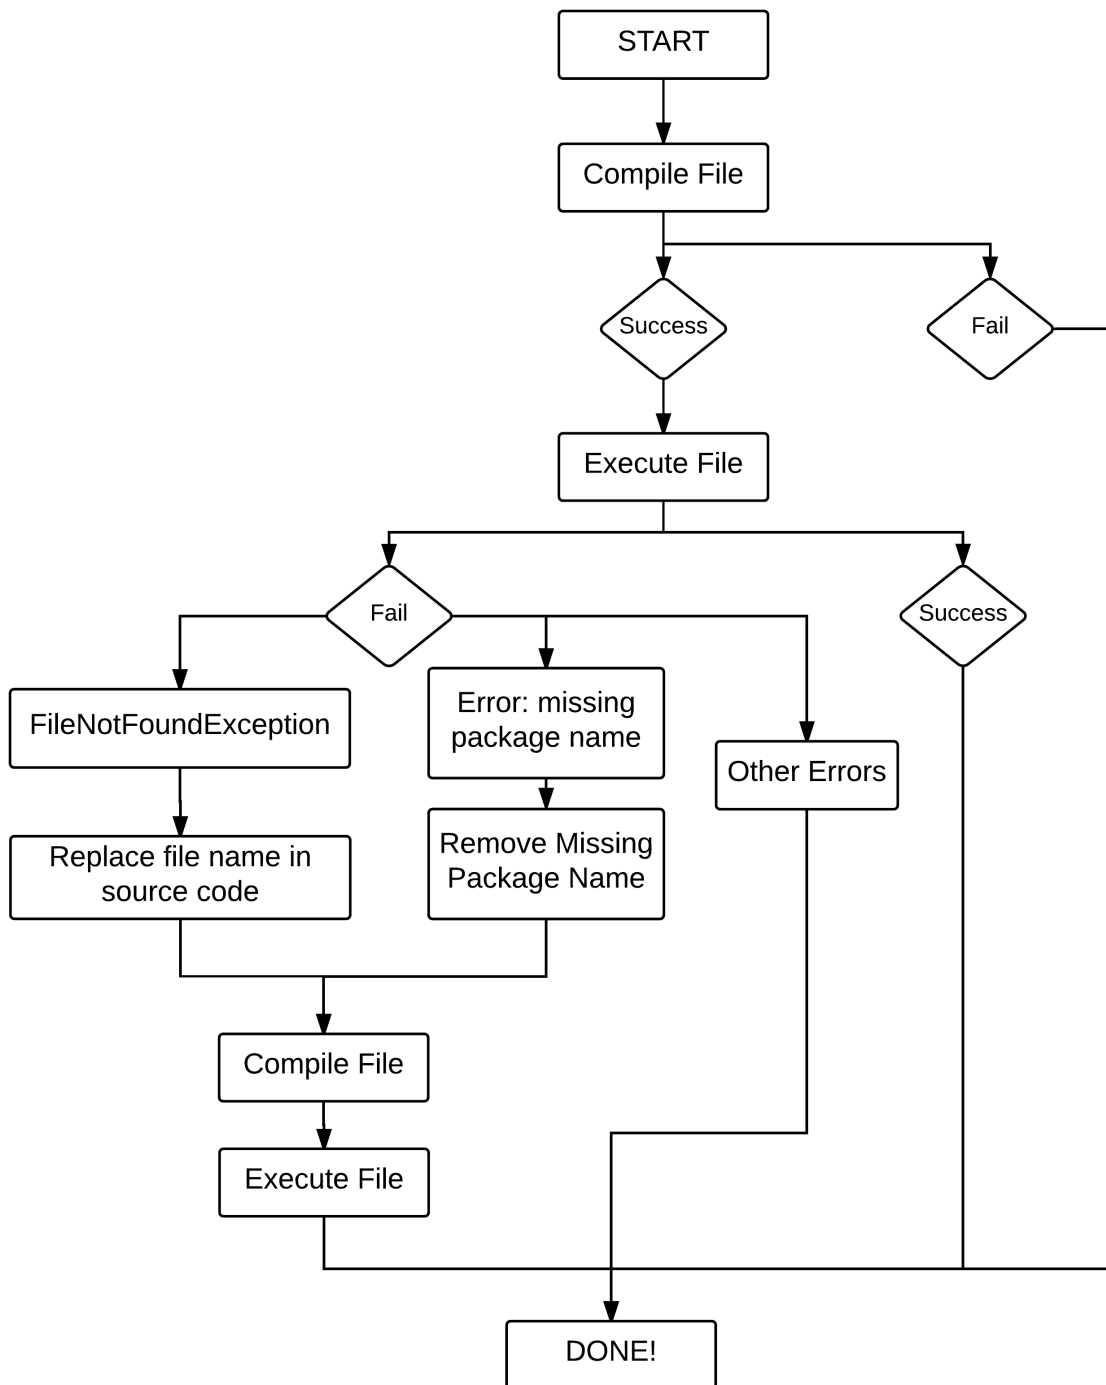 START
Compile File
Success
Fail
Execute File
Fail
Success
FileNotFoundException
Error: missing
package name
Other Errors
Replace file name in
source code
Remove Missing
Package Name
Compile File
Execute File
DONE!